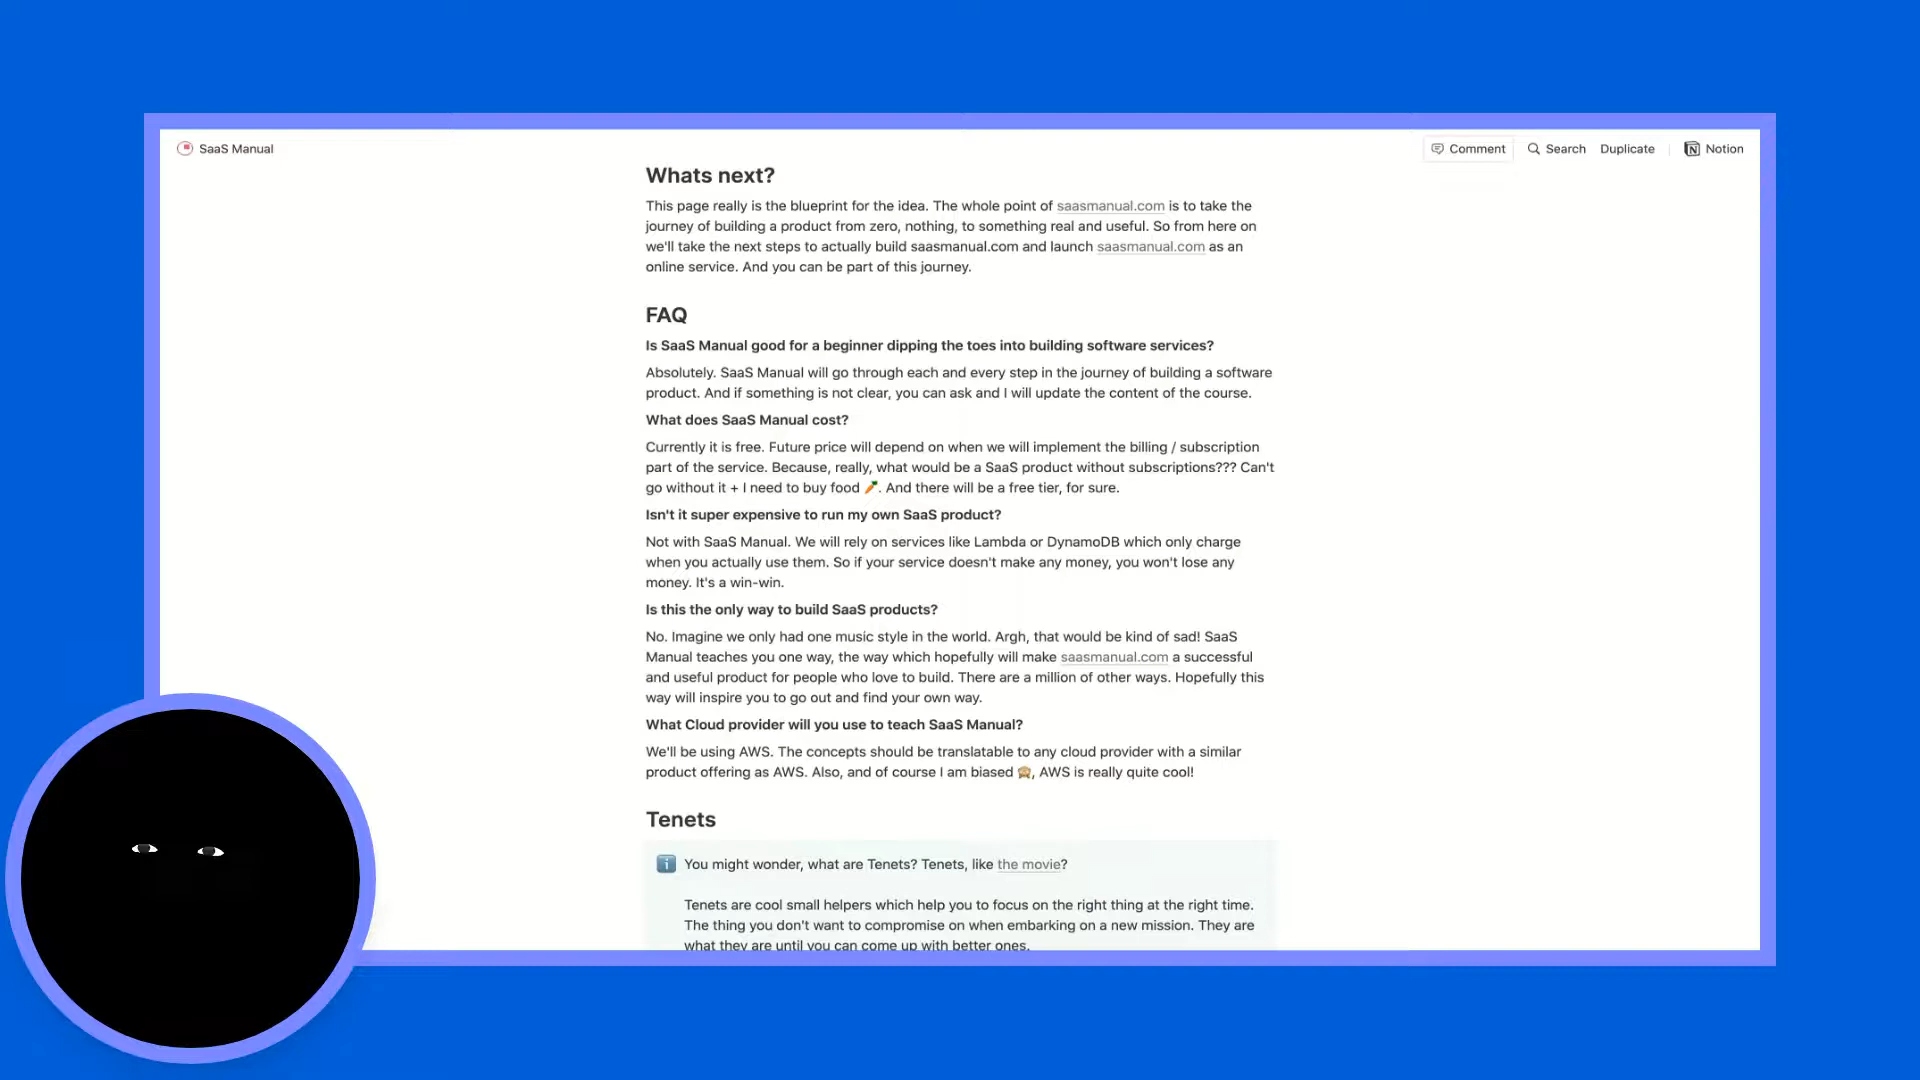 SaaS Manual
Comment
Search
Duplicate
Notion
Whats next?
This page really is the blueprint for the idea. The whole point of saasmanual.com is to take the
journey of building a product from zero, nothing, to something real and useful. So from here on
we'll take the next steps to actually build saasmanual.com and launch saasmanual.com as an
online service. And you can be part of this journey.
FAQ
Is SaaS Manual good for a beginner dipping the toes into building software services?
Absolutely. SaaS Manual will go through each and every step in the journey of building a software
product. And if something is not clear, you can ask and I will update the content of the course.
What does SaaS Manual cost?
Currently it is free. Future price will depend on when we will implement the billing / subscription
part of the service. Because, really, what would be a SaaS product without subscriptions??? Can't
go without it + I need to buy food 🥕. And there will be a free tier, for sure.
Isn't it super expensive to run my own SaaS product?
Not with SaaS Manual. We will rely on services like Lambda or DynamoDB which only charge
when you actually use them. So if your service doesn't make any money, you won't lose any
money. It's a win-win.
Is this the only way to build SaaS products?
No. Imagine we only had one music style in the world. Argh, that would be kind of sad! SaaS
Manual teaches you one way, the way which hopefully will make saasmanual.com a successful
and useful product for people who love to build. There are a million of other ways. Hopefully this
way will inspire you to go out and find your own way.
What Cloud provider will you use to teach SaaS Manual?
We'll be using AWS. The concepts should be translatable to any cloud provider with a similar
product offering as AWS. Also, and of course I am biased 🙈, AWS is really quite cool!
Tenets
You might wonder, what are Tenets? Tenets, like the movie?
Tenets are cool small helpers which help you to focus on the right thing at the right time.
The thing you don't want to compromise on when embarking on a new mission. They are
what they are until you can come up with better ones.